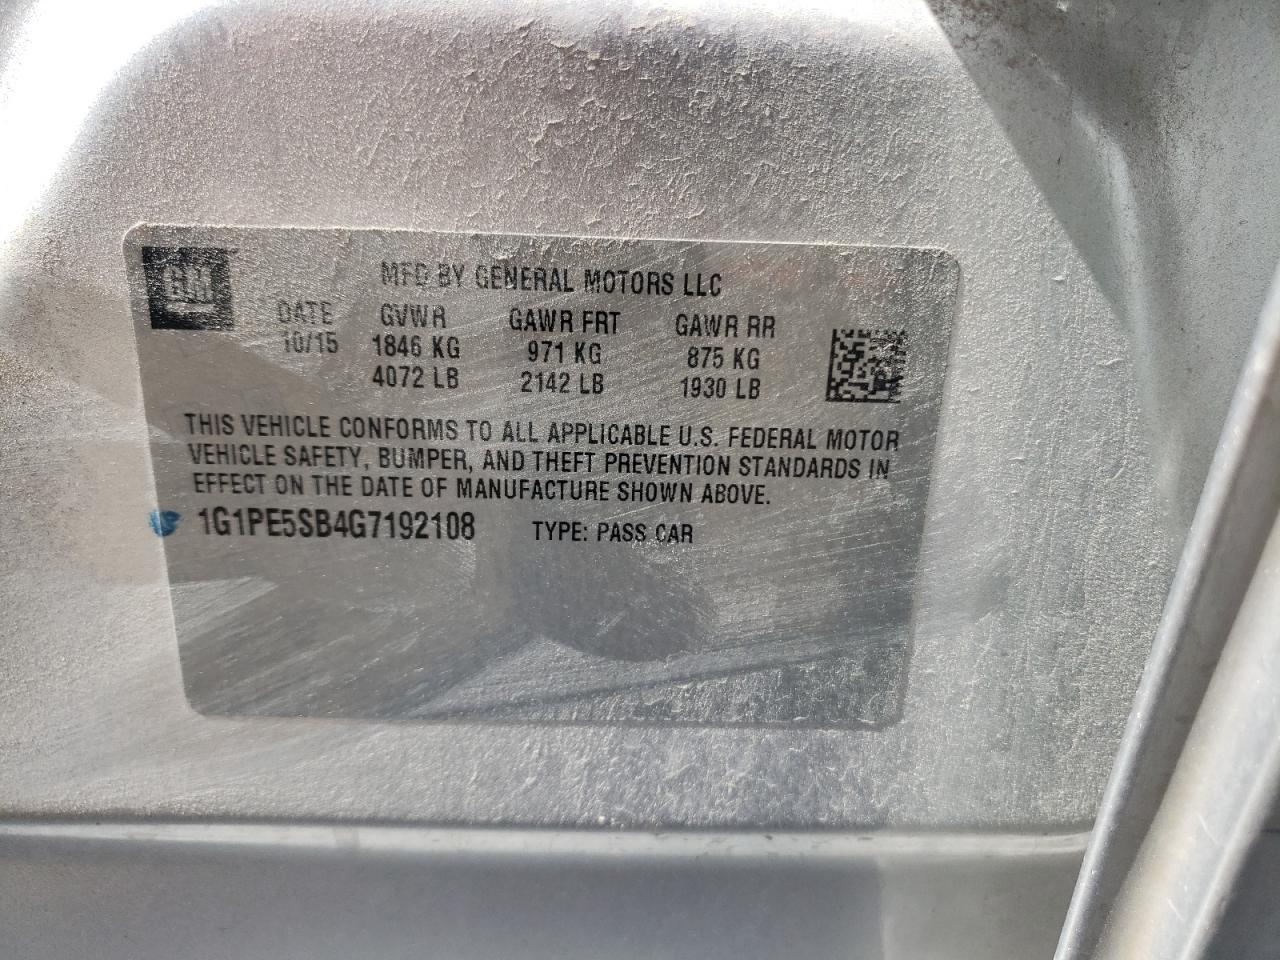 GM
MFD BY GENERAL MOTORS LLC
DATE GVWR GAWR FRT GAWR RR
10/15 1846 KG 971 KG 875 KG
4072 LB 2142 LB 1930 LB
THIS VEHICLE CONFORMS TO ALL APPLICABLE U.S. FEDERAL MOTOR
VEHICLE SAFETY, BUMPER, AND THEFT PREVENTION STANDARDS IN
EFFECT ON THE DATE OF MANUFACTURE SHOWN ABOVE.
1G1PE5SB4G7192108 TYPE: PASS CAR